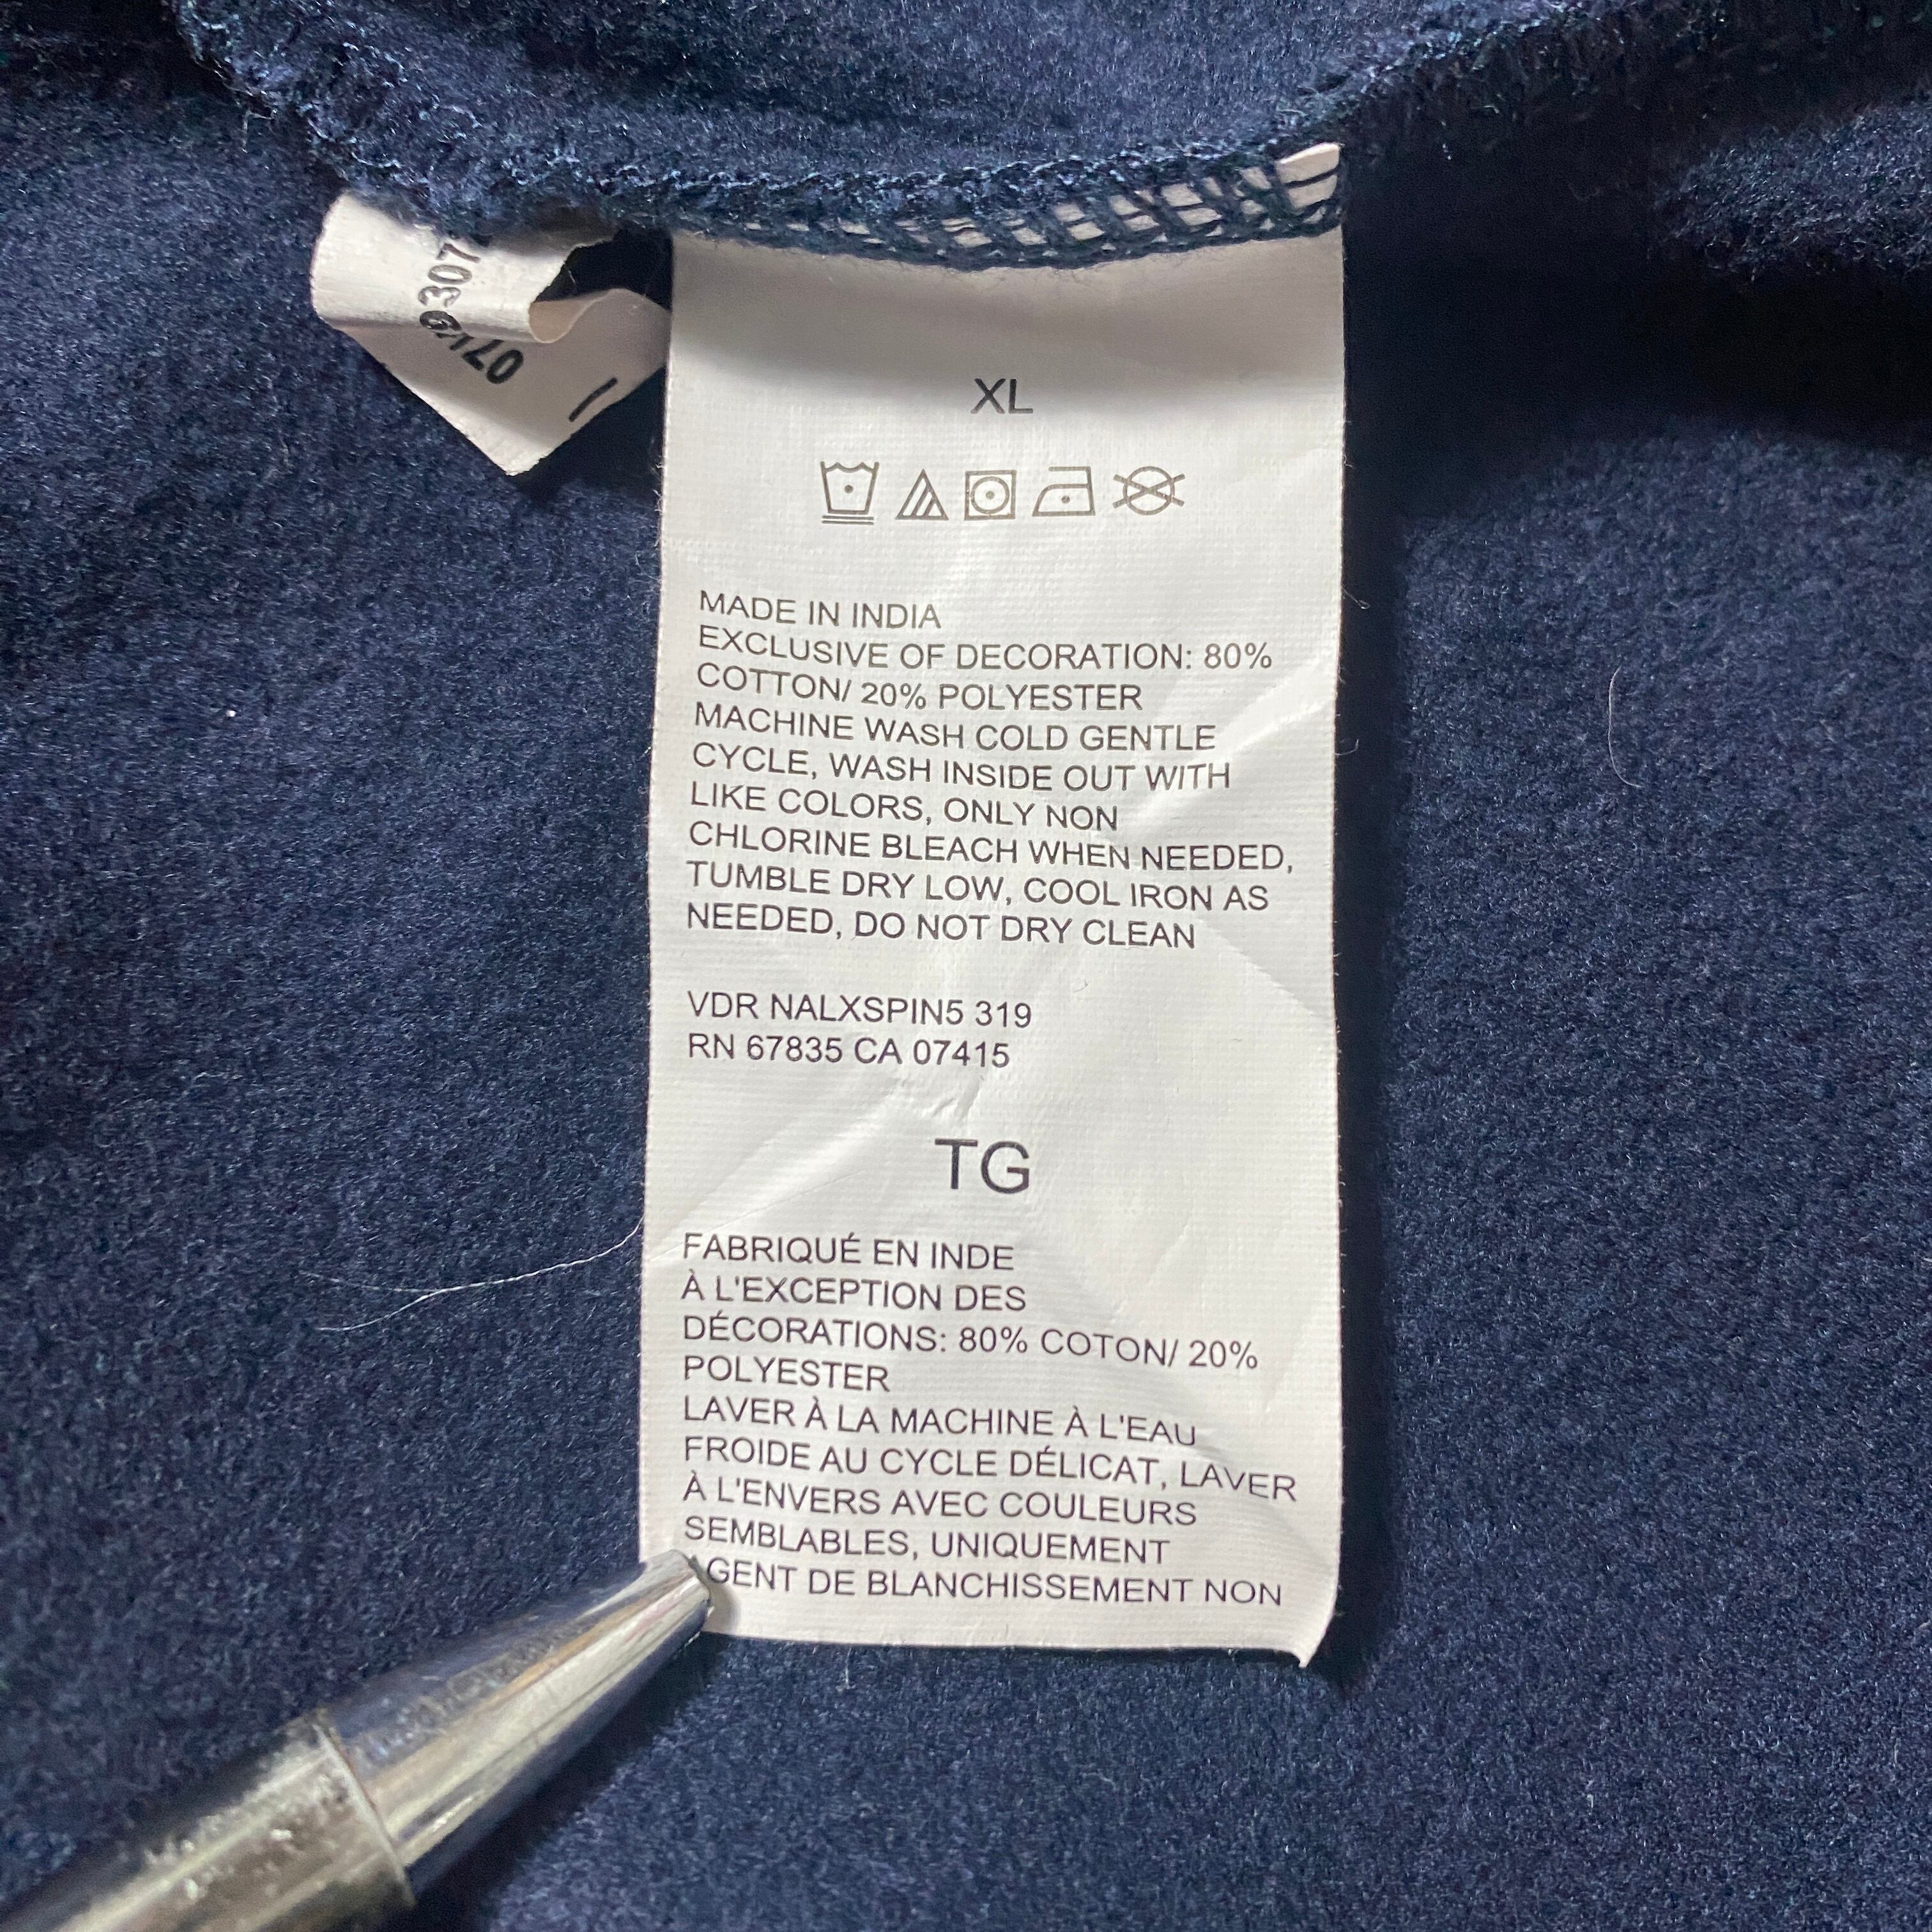 9307
07
XL
MADE IN INDIA
EXCLUSIVE OF DECORATION: 80%
COTTON/ 20% POLYESTER
MACHINE WASH COLD GENTLE
CYCLE, WASH INSIDE OUT WITH
LIKE COLORS, ONLY NON
CHLORINE BLEACH WHEN NEEDED,
TUMBLE DRY LOW, COOL IRON AS
NEEDED, DO NOT DRY CLEAN
VDR NALXSPIN5 319
RN 67835 CA 07415
TG
FABRIQUÉ EN INDE
À L'EXCEPTION DES
DÉCORATIONS: 80% COTON/ 20%
POLYESTER
LAVER À LA MACHINE À L'EAU
FROIDE AU CYCLE DÉLICAT, LAVER
À L'ENVERS AVEC COULEURS
SEMBLABLES, UNIQUEMENT
AGENT DE BLANCHISSEMENT NON